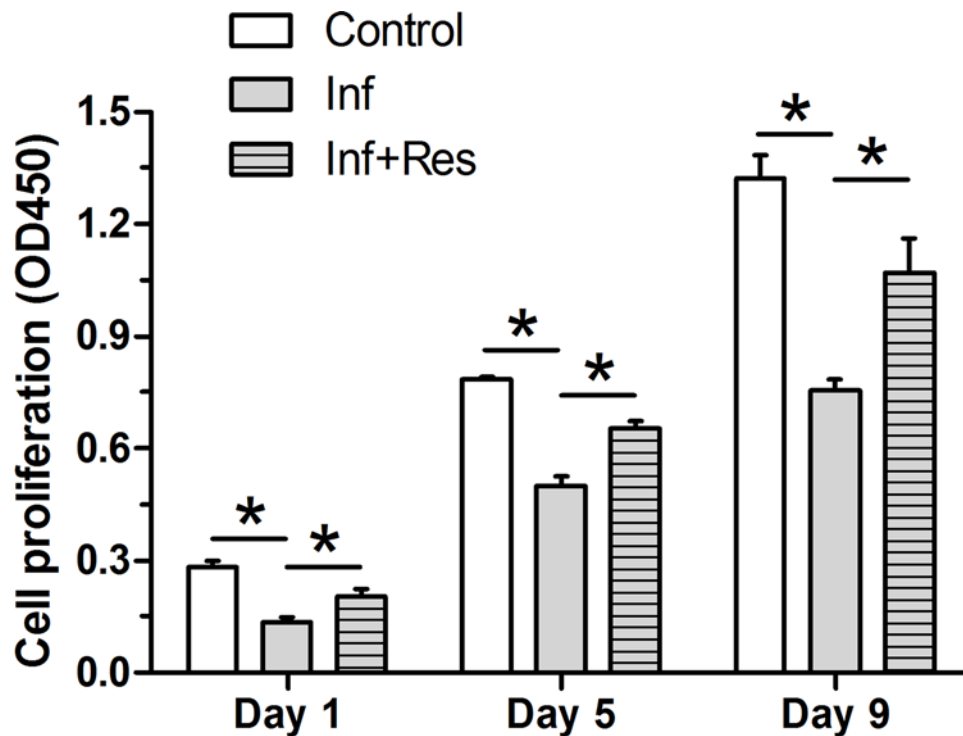 Control
Inf
Inf+Res
Cell proliferation (OD450)
1.5
1.2
0.9
0.6
0.3
0.0
* *
* *
* *
Day 1 Day 5 Day 9